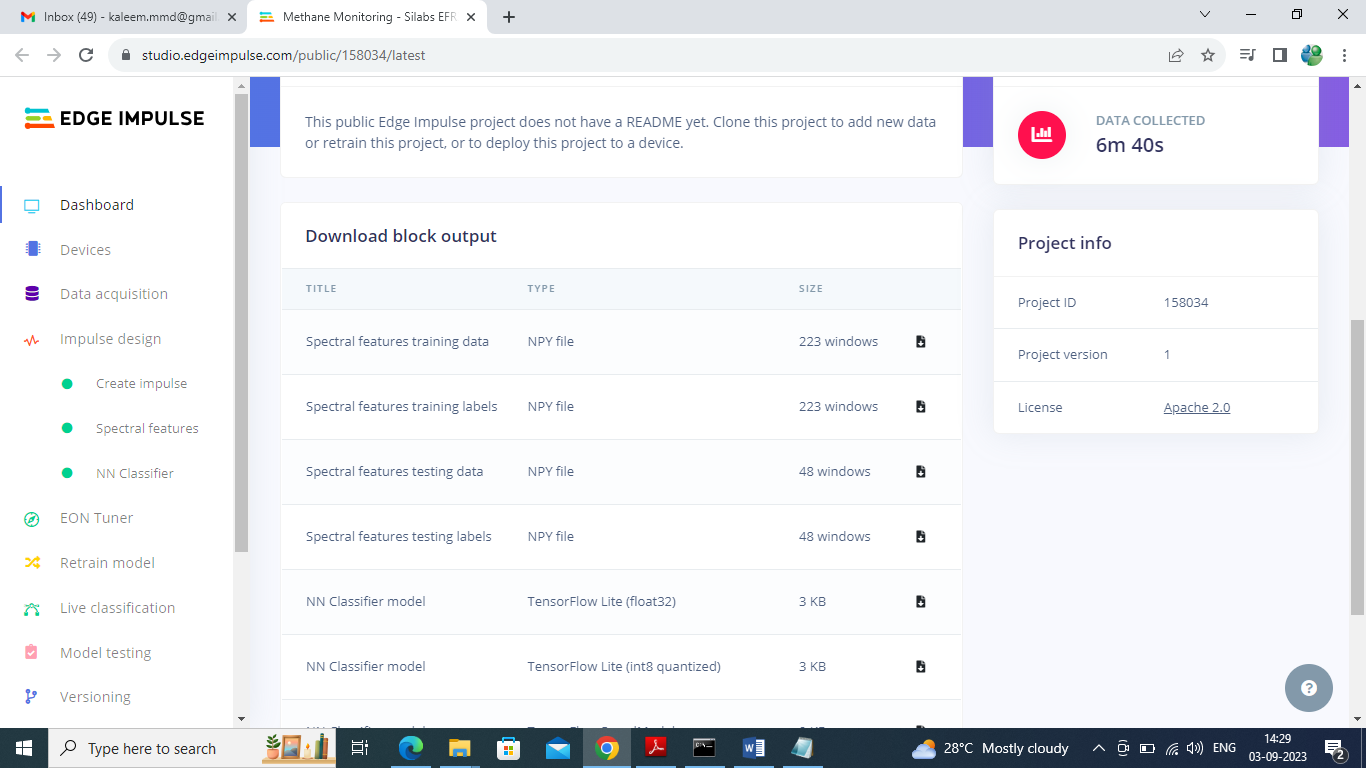 Inbox (49) - kaleem.mmd@gmail
Methane Monitoring - Silabs EFR
studio.edgeimpulse.com/public/158034/latest
EDGE IMPULSE
Dashboard
Devices
Data acquisition
Impulse design
Create impulse
Spectral features
NN Classifier
EON Tuner
Retrain model
Live classification
Model testing
Versioning
This public Edge Impulse project does not have a README yet. Clone this project to add new data
or retrain this project, or to deploy this project to a device.
Download block output
TITLE TYPE SIZE
Spectral features training data NPY file 223 windows
Spectral features training labels NPY file 223 windows
Spectral features testing data NPY file 48 windows
Spectral features testing labels NPY file 48 windows
NN Classifier model TensorFlow Lite (float32) 3 KB
NN Classifier model TensorFlow Lite (int8 quantized) 3 KB
DATA COLLECTED
6m 40s
Project info
Project ID 158034
Project version 1
License Apache 2.0
Type here to search
28°C Mostly cloudy
ENG
14:29
03-09-2023
2